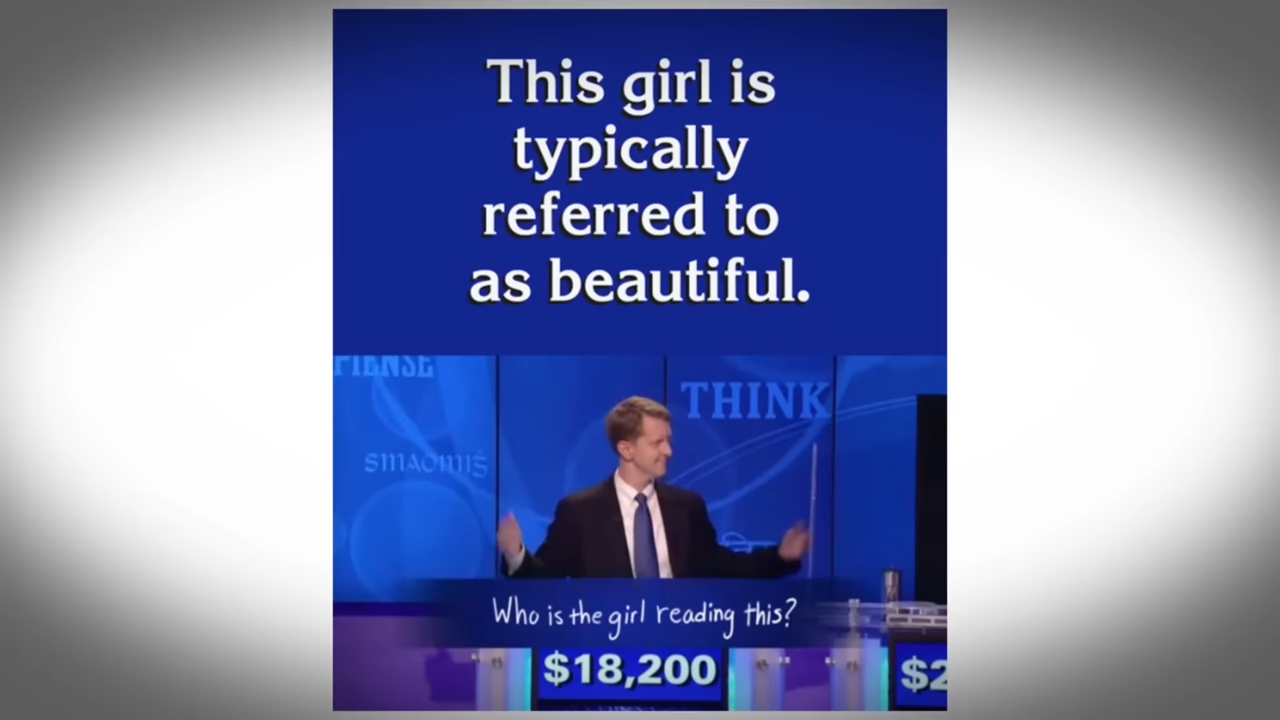 This girl is
typically
referred to
as beautiful.
THINK
Who is the girl reading this?
$18,200